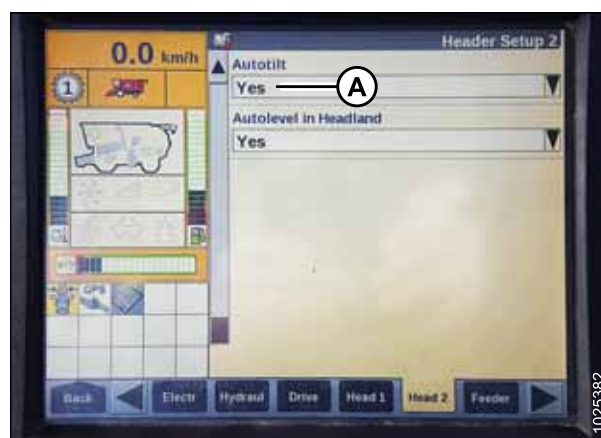 0.0 km/h
Header Setup 2
1
Autotilt
Yes
A
Autolevel in Headland
Yes
GPS
Back
Electr
Hydraul
Drive
Head 1
Head 2
Feeder
1025382